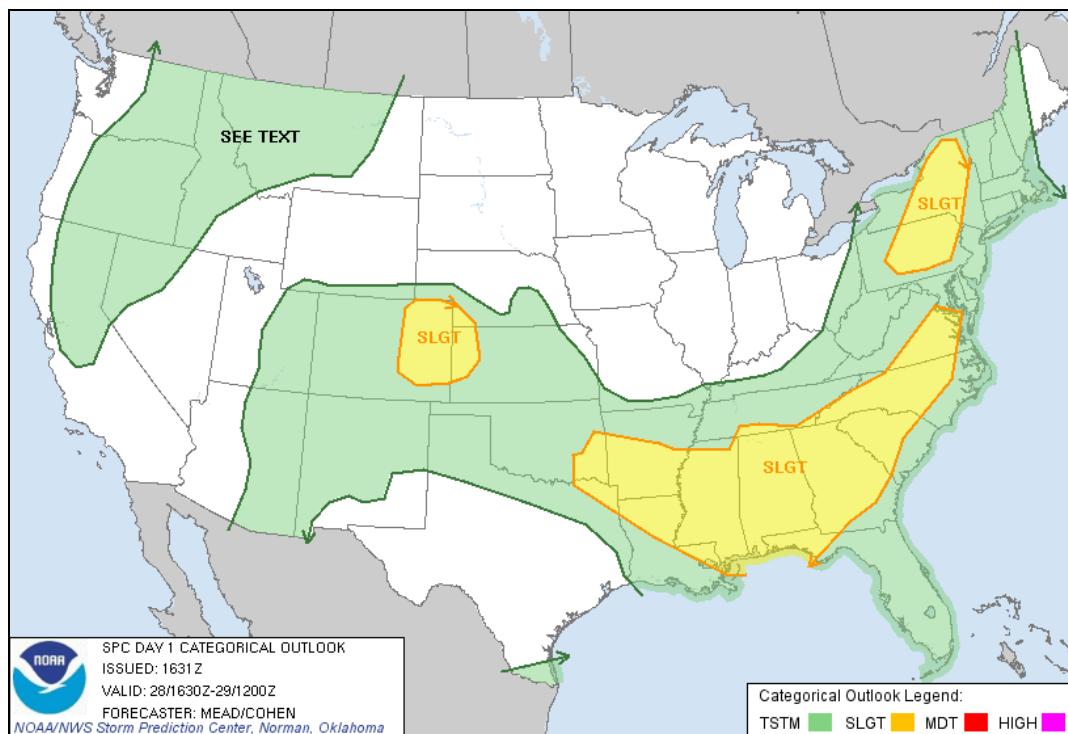 SEE TEXT
SLGT
SLGT
SLGT
NOAA
SPC DAY 1 CATEGORICAL OUTLOOK
ISSUED: 1631Z
VALID: 28/1630Z-29/1200Z
FORECASTER: MEAD/COHEN
NOAA/NWS Storm Prediction Center, Norman, Oklahoma
Categorical Outlook Legend:
TSTM SLGT MDT HIGH